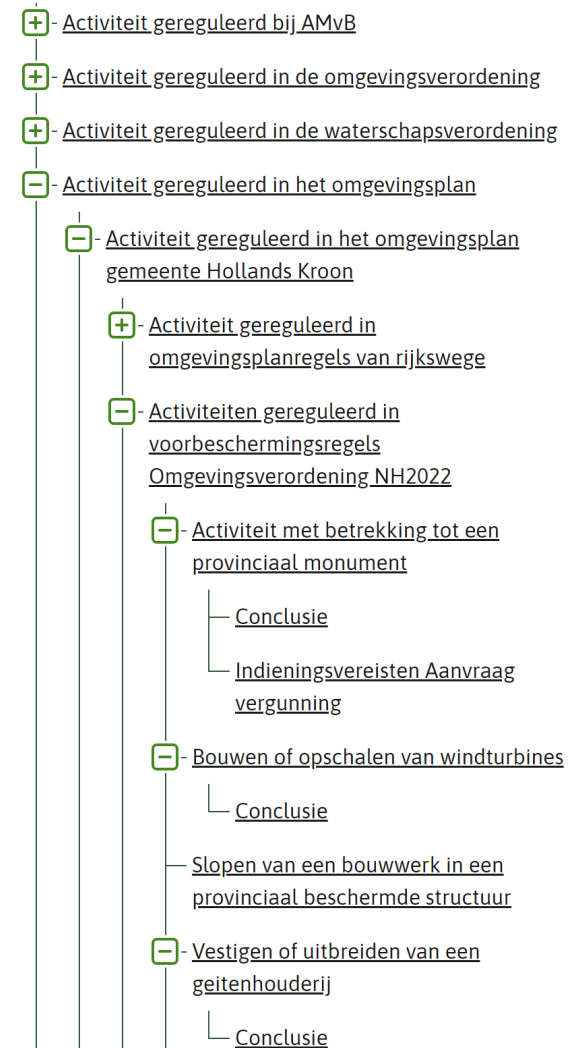 Activiteit gereguleerd bij AMvB
Activiteit gereguleerd in de omgevingsverordening
Activiteit gereguleerd in de waterschapsverordening
Activiteit gereguleerd in het omgevingsplan
Activiteit gereguleerd in het omgevingsplan
gemeente Hollands Kroon
Activiteit gereguleerd in
omgevingsplanregels van rijkswege
Activiteiten gereguleerd in
voorbeschermingsregels
Omgevingsverordening NH2022
Activiteit met betrekking tot een
provinciaal monument
Conclusie
Indieningsvereisten Aanvraag
vergunning
Bouwen of opschalen van windturbines
Conclusie
Slopen van een bouwwerk in een
provinciaal beschermde structuur
Vestigen of uitbreiden van een
geitenhouderij
Conclusie